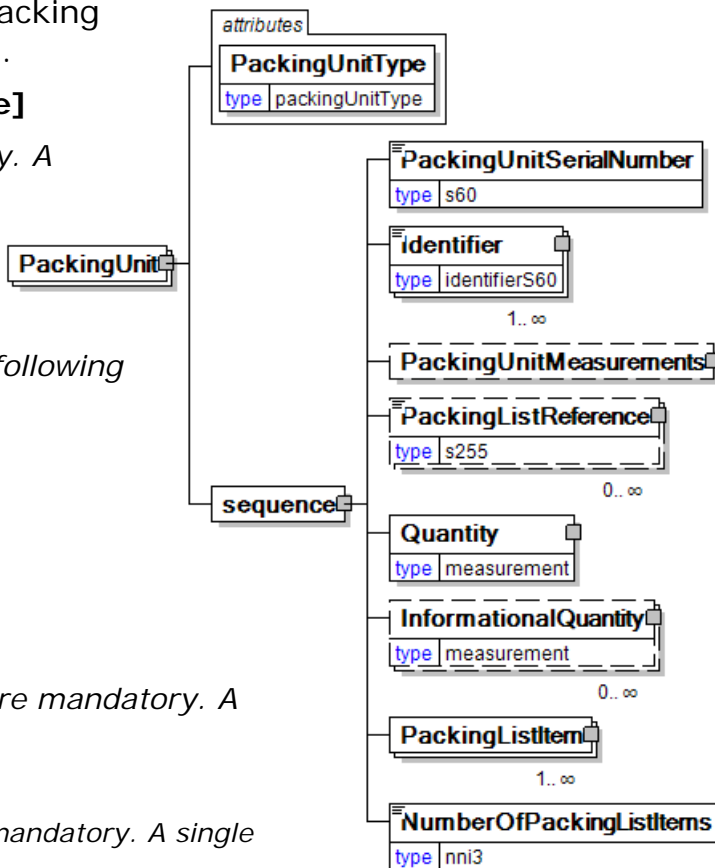 acking
.
e]
y. A
following
re mandatory. A
mandatory. A single
attributes
PackingUnitType
type packingUnitType
PackingUnit
sequence
PackingUnitSerialNumber
type s60
Identifier
type identifierS60
1..∞
PackingUnitMeasurements
PackingListReference
type s255
0..∞
Quantity
type measurement
InformationalQuantity
type measurement
0..∞
PackingListItem
1..∞
NumberOfPackingListItems
type nni3